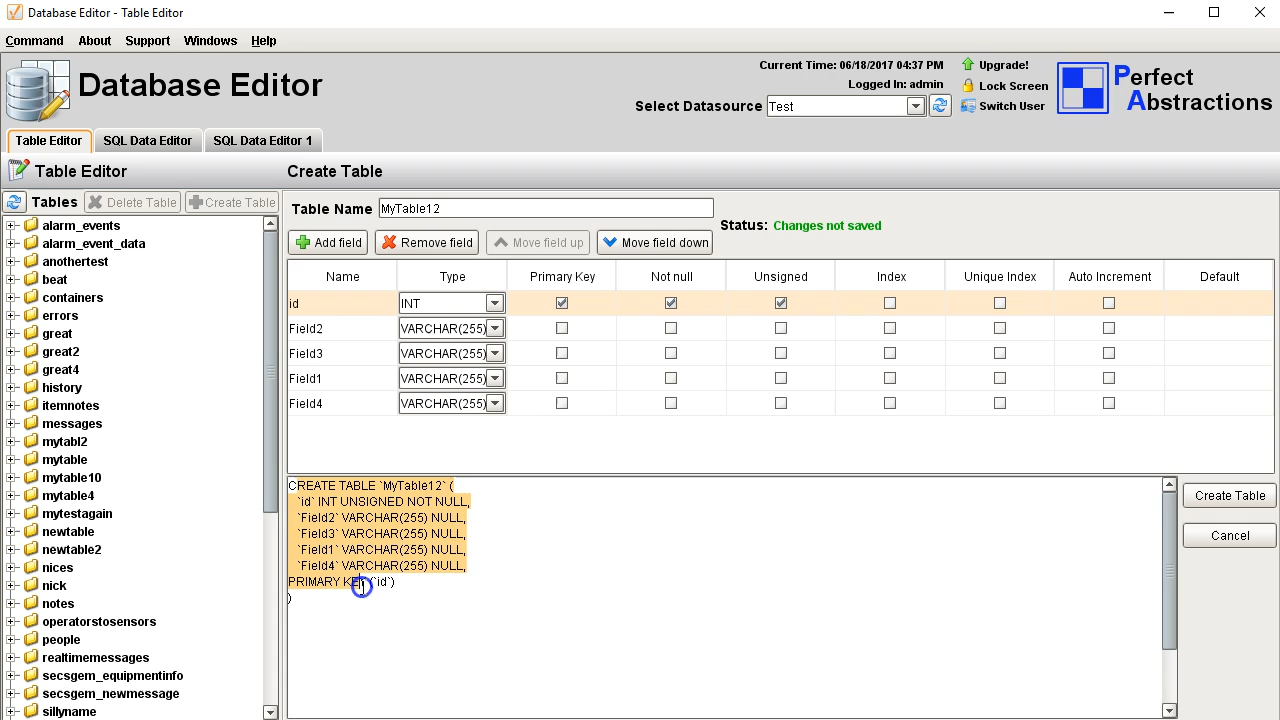 Database Editor - Table Editor
Command About Support Windows Help
Database Editor
Current Time: 06/18/2017 04:37 PM
Logged In: admin
Select Datasource Test
Upgrade!
Lock Screen
Switch User
Perfect
Abstractions
Table Editor SQL Data Editor SQL Data Editor 1
Table Editor
Create Table
Tables Delete Table Create Table
alarm_events
alarm_event_data
anothertest
beat
containers
errors
great
great2
great4
history
itemnotes
messages
mytabl2
mytable
mytable10
mytable4
mytestagain
newtable
newtable2
nices
nick
notes
operatorstosensors
people
realtimemessages
secsgem_equipmentinfo
secsgem_newmessage
sillyname
Table Name MyTable12
Status: Changes not saved
Add field Remove field Move field up Move field down
Name Type Primary Key Not null Unsigned Index Unique Index Auto Increment Default
id INT
Field2 VARCHAR(255)
Field3 VARCHAR(255)
Field1 VARCHAR(255)
Field4 VARCHAR(255)
CREATE TABLE `MyTable12` (
`id` INT UNSIGNED NOT NULL,
`Field2` VARCHAR(255) NULL,
`Field3` VARCHAR(255) NULL,
`Field1` VARCHAR(255) NULL,
`Field4` VARCHAR(255) NULL,
PRIMARY KEY (`id`)
)
Create Table
Cancel